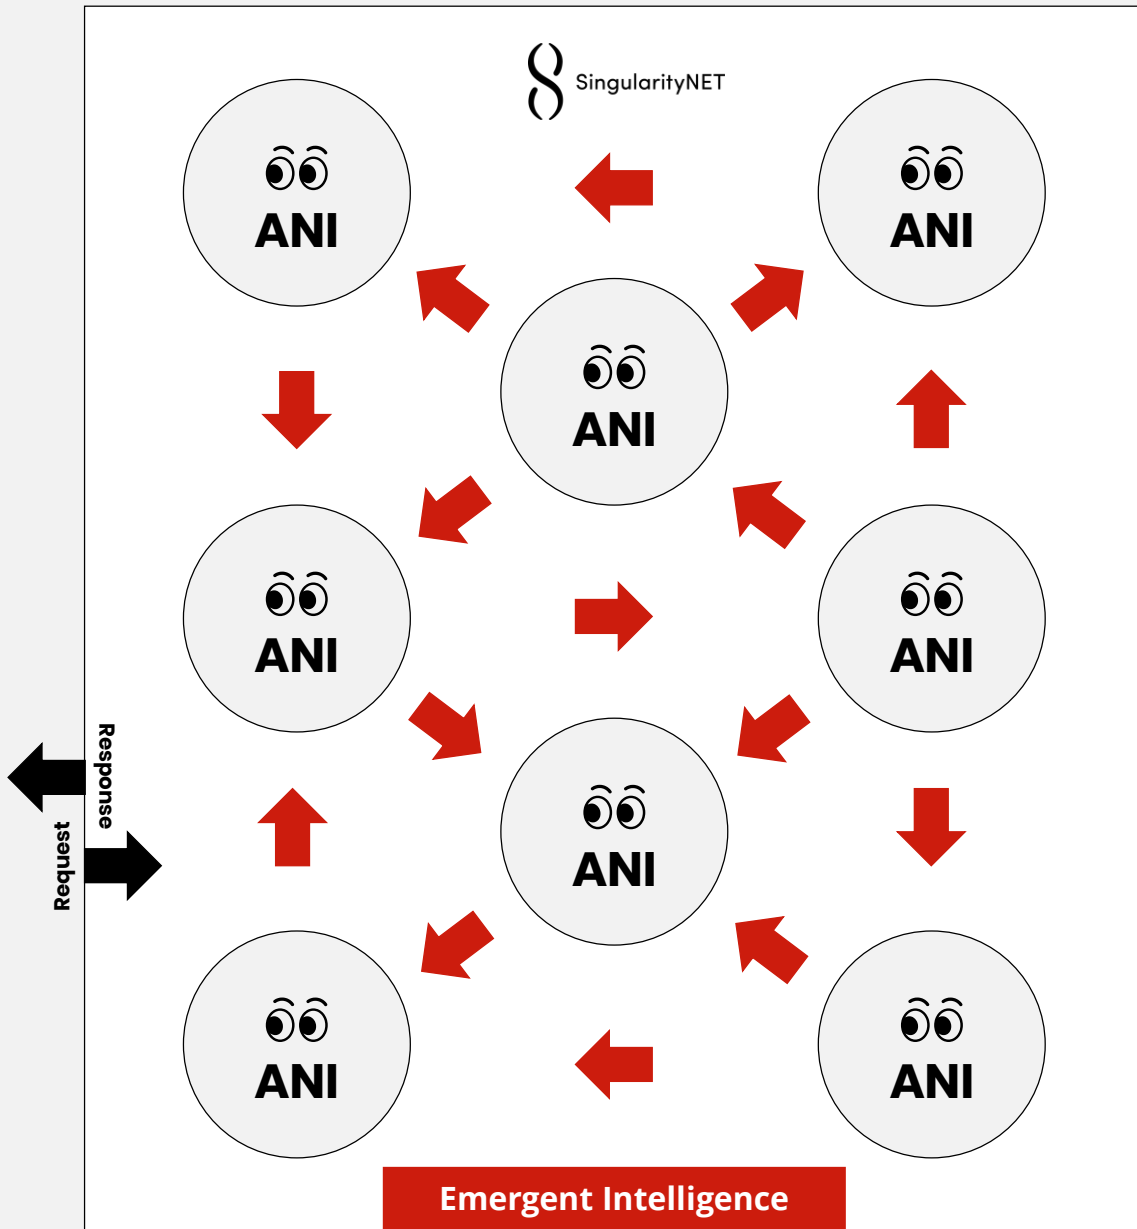 SingularityNET
ANI
ANI
ANI
ANI
ANI
Response
Request
ANI
ANI
ANI
Emergent Intelligence